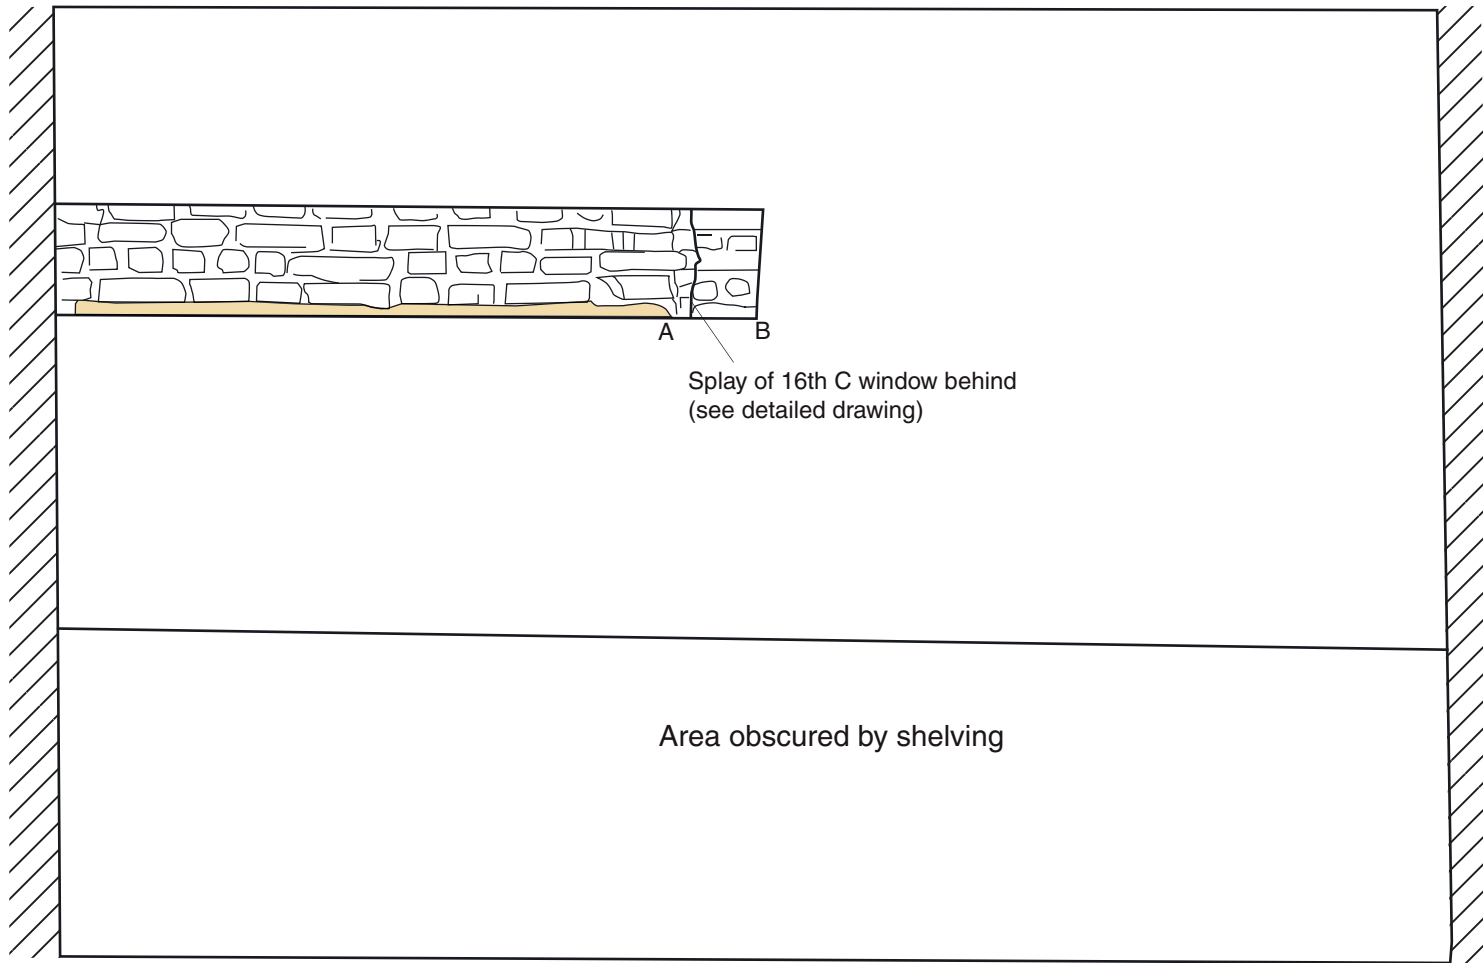 A B
Splay of 16th C window behind
(see detailed drawing)
Area obscured by shelving